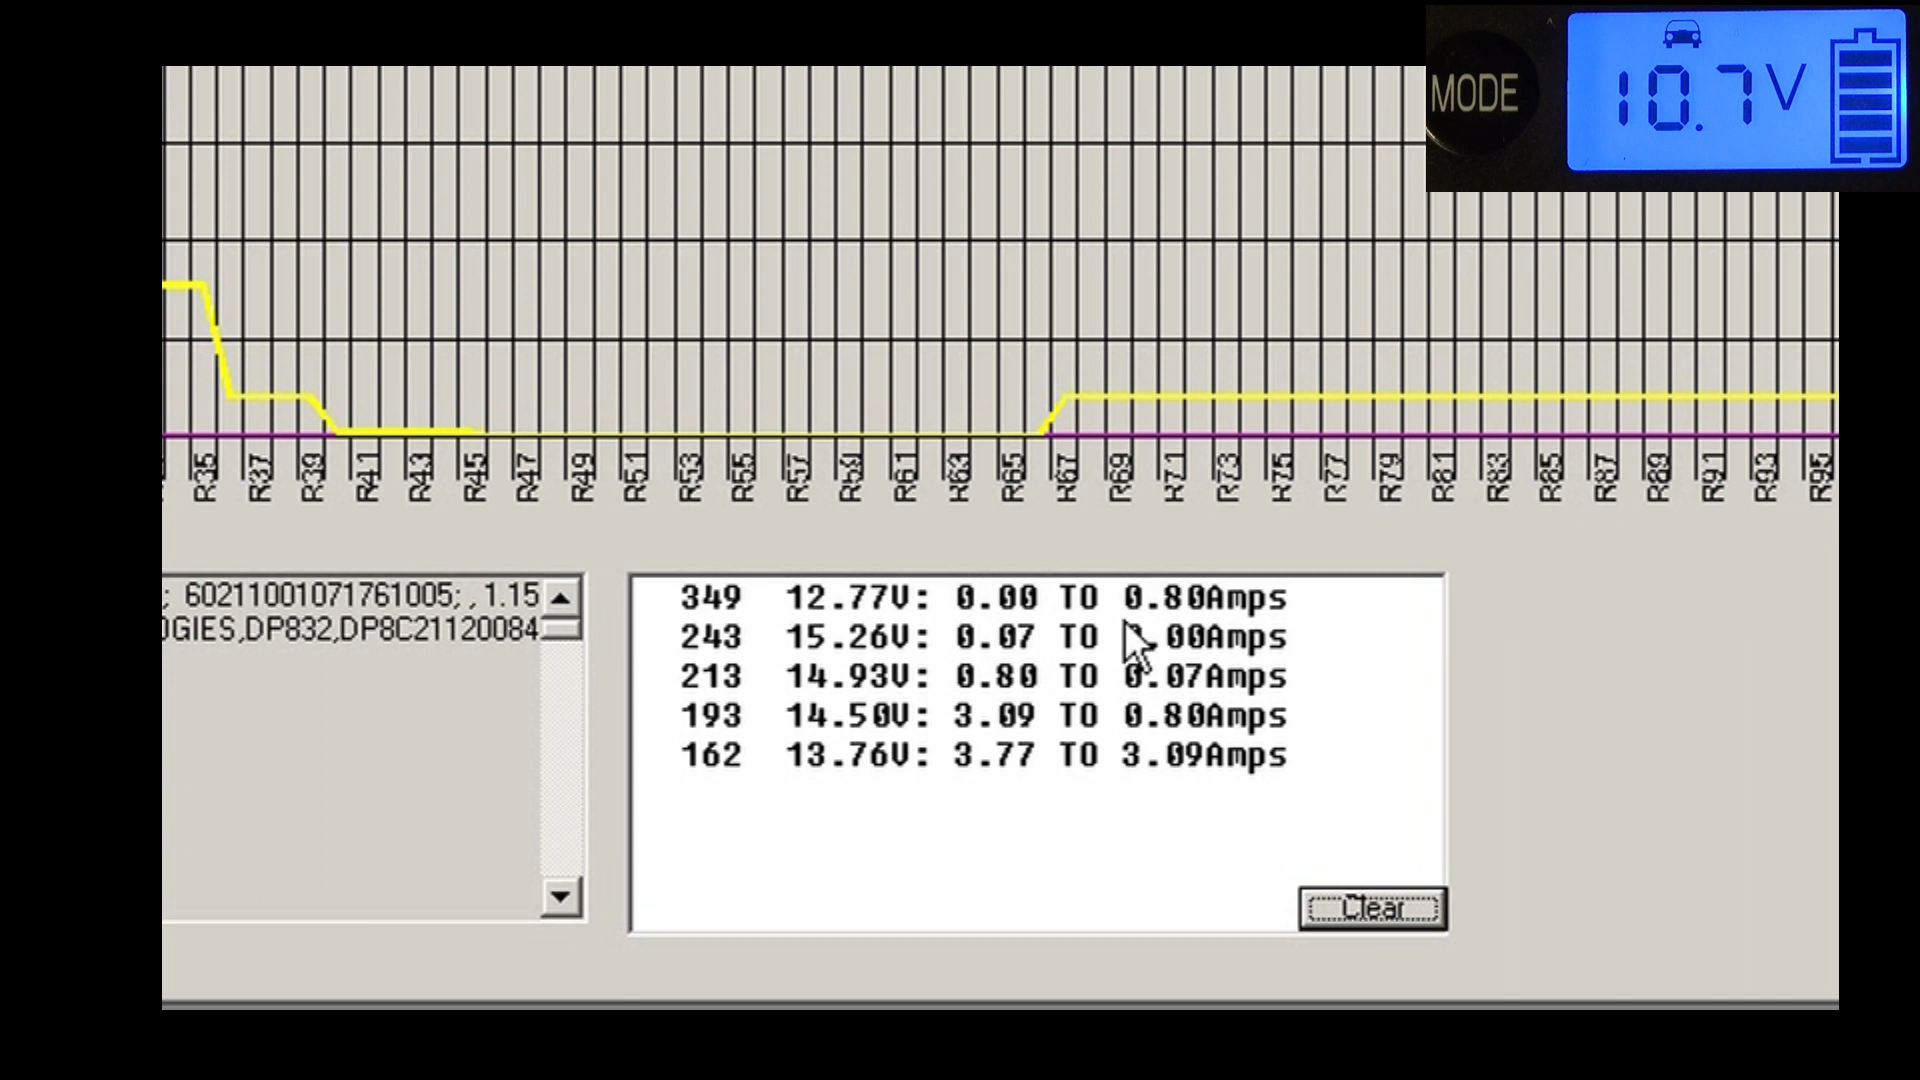 MODE
10.7V
R35 R37 R39 R41 R43 R45 R47 R49 R51 R53 R55 R57 R59 R61 R63 R65 R67 R69 R71 R73 R75 R77 R79 R81 R83 R85 R87 R89 R91 R93 R95
; 60211001071761005; , 1.15
OGIES,DP832,DP8C21120084
349 12.77V: 0.00 TO 0.80Amps
243 15.26V: 0.07 TO .00Amps
213 14.93V: 0.80 TO 0.07Amps
193 14.50V: 3.09 TO 0.80Amps
162 13.76V: 3.77 TO 3.09Amps
Clear